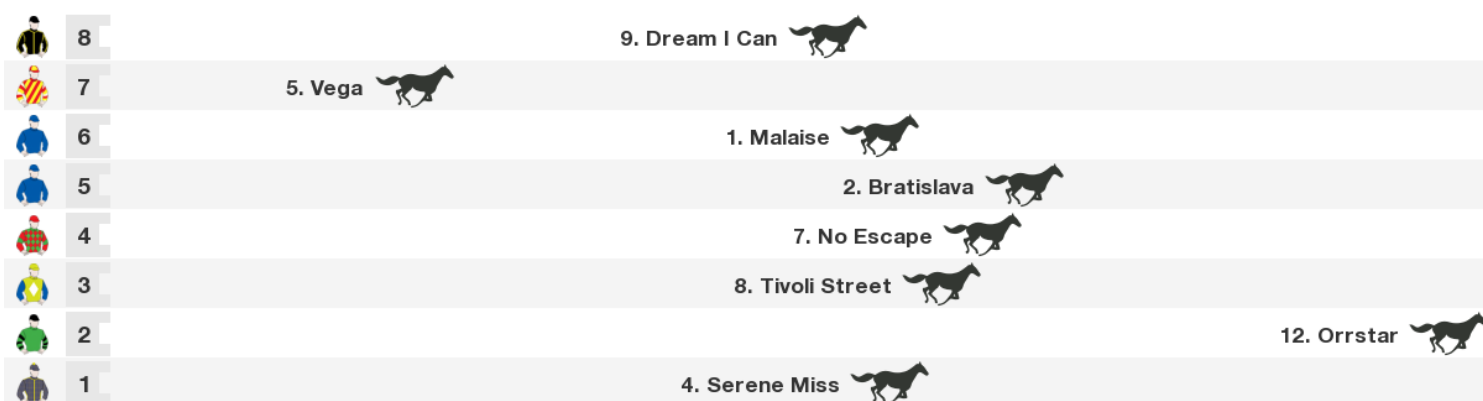 8 9. Dream I Can
7 5. Vega
6 1. Malaise
5 2. Bratislava
4 7. No Escape
3 8. Tivoli Street
2 12. Orrstar
1 4. Serene Miss